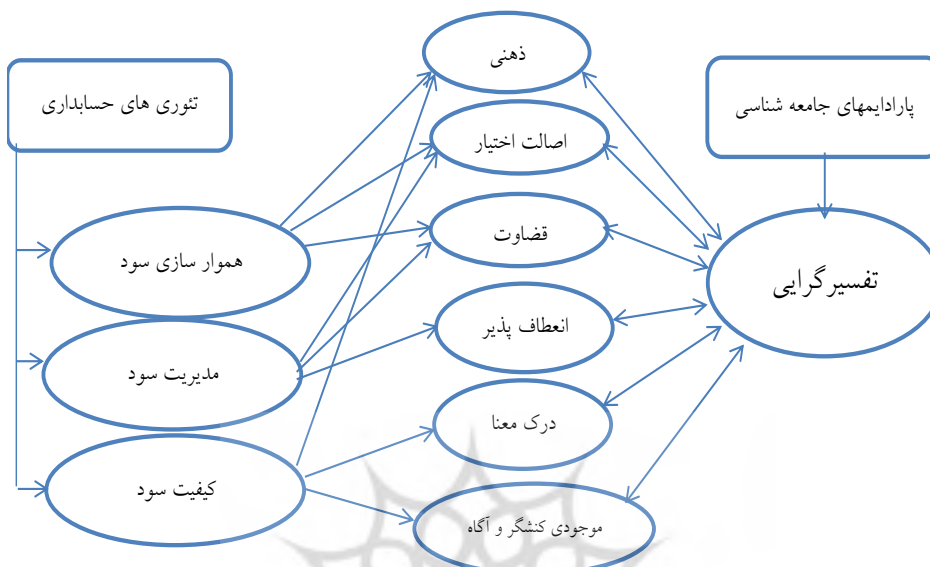 ذهنی
پارادایمهای جامعه شناسی
تئوری های حسابداری
اصالت اختیار
قضاوت
هموار سازی سود
تفسیرگرایی
انعطاف پذیر
مدیریت سود
درک معنا
کیفیت سود
موجودی کنشگر و آگاه